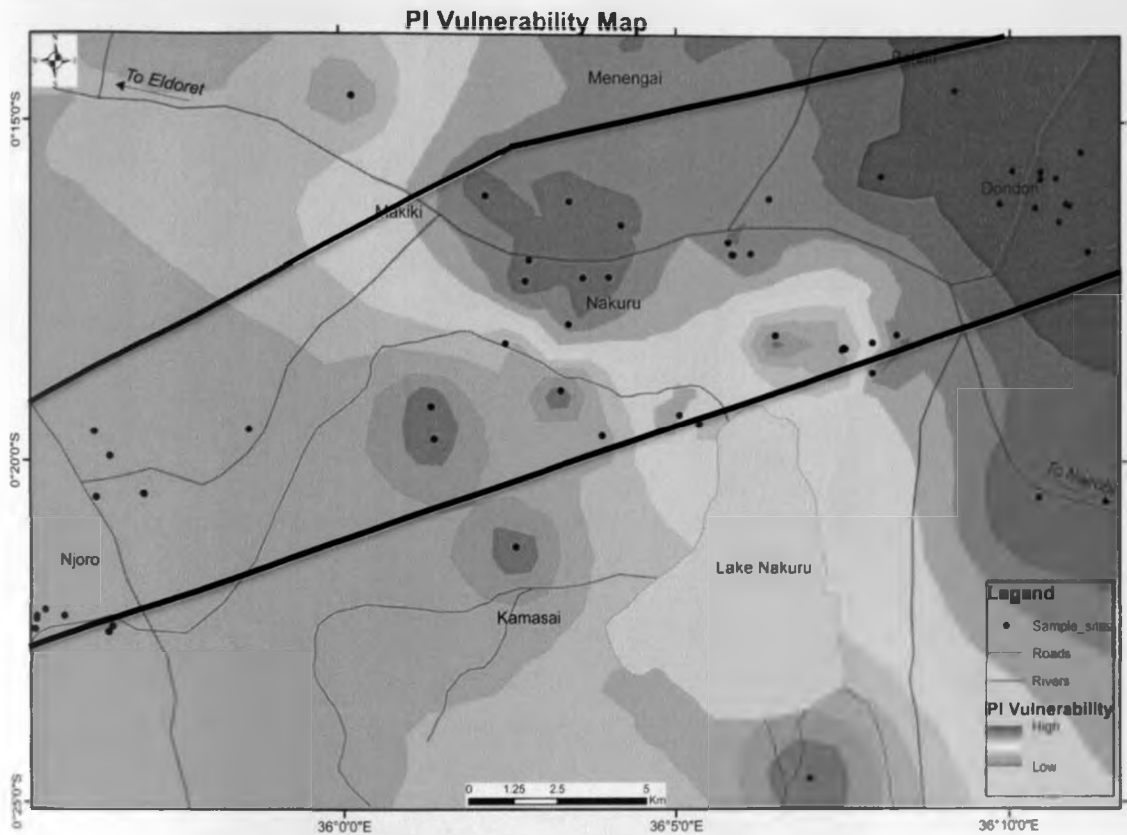 PI Vulnerability Map
To Eldoret
Menengai
0°15'0"S
Dondon
Makiki
Nakuru
0°20'0"S
To Nairobi
Njoro
Lake Nakuru
Kamasai
Legend
Sample_sites
Roads
Rivers
PI Vulnerability
High
Low
0 1.25 2.5 5
Km
0°25'0"S
36°0'0"E
36°5'0"E
36°10'0"E